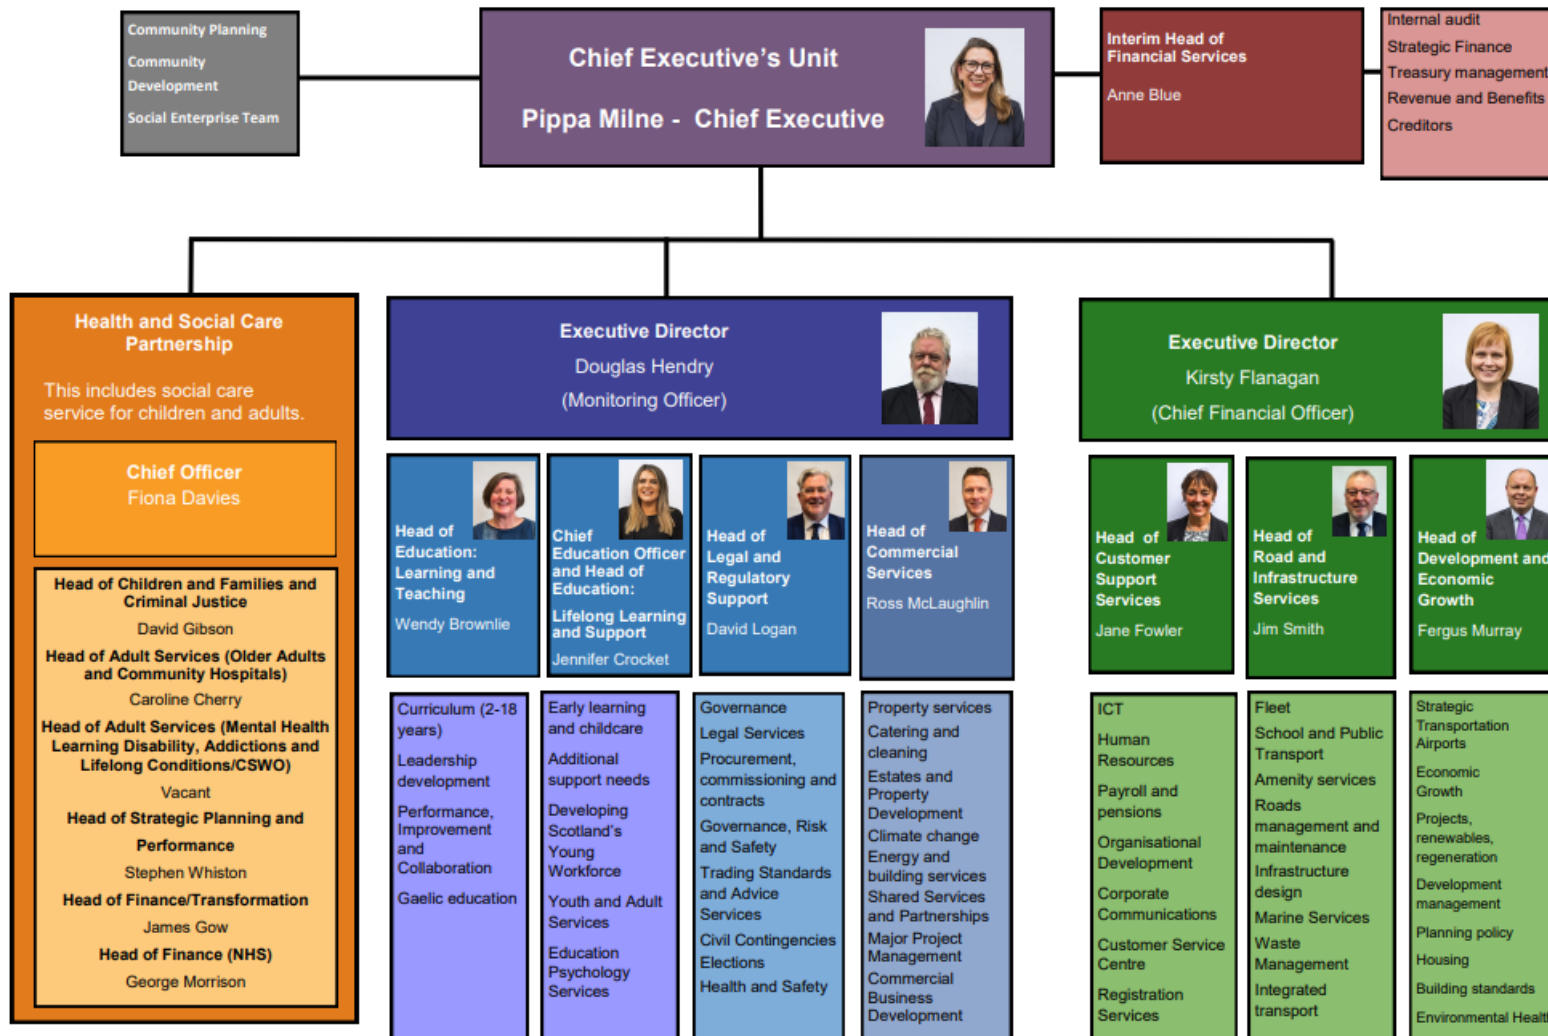 Community Planning
Community
Development
Social Enterprise Team
Chief Executive's Unit
Pippa Milne - Chief Executive
Interim Head of
Financial Services
Anne Blue
Internal audit
Strategic Finance
Treasury management
Revenue and Benefits
Creditors
Health and Social Care
Partnership
This includes social care
service for children and adults.
Chief Officer
Fiona Davies
Head of Children and Families and
Criminal Justice
David Gibson
Head of Adult Services (Older Adults
and Community Hospitals)
Caroline Cherry
Head of Adult Services (Mental Health
Learning Disability, Addictions and
Lifelong Conditions/CSWO)
Vacant
Head of Strategic Planning and
Performance
Stephen Whiston
Head of Finance/Transformation
James Gow
Head of Finance (NHS)
George Morrison
Executive Director
Douglas Hendry
(Monitoring Officer)
Head of
Education:
Learning and
Teaching
Wendy Brownlie
Chief
Education Officer
and Head of
Education:
Lifelong Learning
and Support
Jennifer Crocket
Head of
Legal and
Regulatory
Support
David Logan
Head of
Commercial
Services
Ross McLaughlin
Curriculum (2-18
years)
Leadership
development
Performance,
Improvement
and
Collaboration
Gaelic education
Early learning
and childcare
Additional
support needs
Developing
Scotland's
Young
Workforce
Youth and Adult
Services
Education
Psychology
Services
Governance
Legal Services
Procurement,
commissioning and
contracts
Governance, Risk
and Safety
Trading Standards
and Advice
Services
Civil Contingencies
Elections
Health and Safety
Property services
Catering and
cleaning
Estates and
Property
Development
Climate change
Energy and
building services
Shared Services
and Partnerships
Major Project
Management
Commercial
Business
Development
Executive Director
Kirsty Flanagan
(Chief Financial Officer)
Head of
Customer
Support
Services
Jane Fowler
Head of
Road and
Infrastructure
Services
Jim Smith
Head of
Development and
Economic
Growth
Fergus Murray
ICT
Human
Resources
Payroll and
pensions
Organisational
Development
Corporate
Communications
Customer Service
Centre
Registration
Services
Fleet
School and Public
Transport
Amenity services
Roads
management and
maintenance
Infrastructure
design
Marine Services
Waste
Management
Integrated
transport
Strategic
Transportation
Airports
Economic
Growth
Projects,
renewables,
regeneration
Development
management
Planning policy
Housing
Building standards
Environmental Health